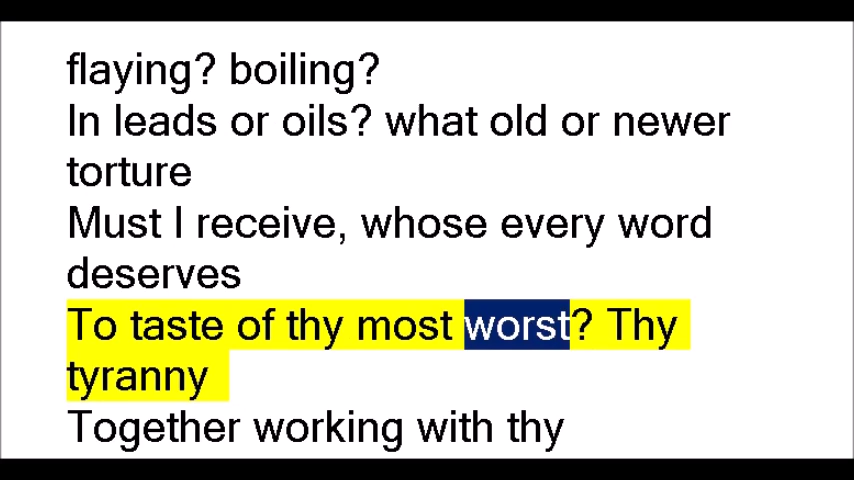 flaying? boiling?
In leads or oils? what old or newer
torture
Must I receive, whose every word
deserves
To taste of thy most worst? Thy
tyranny
Together working with thy